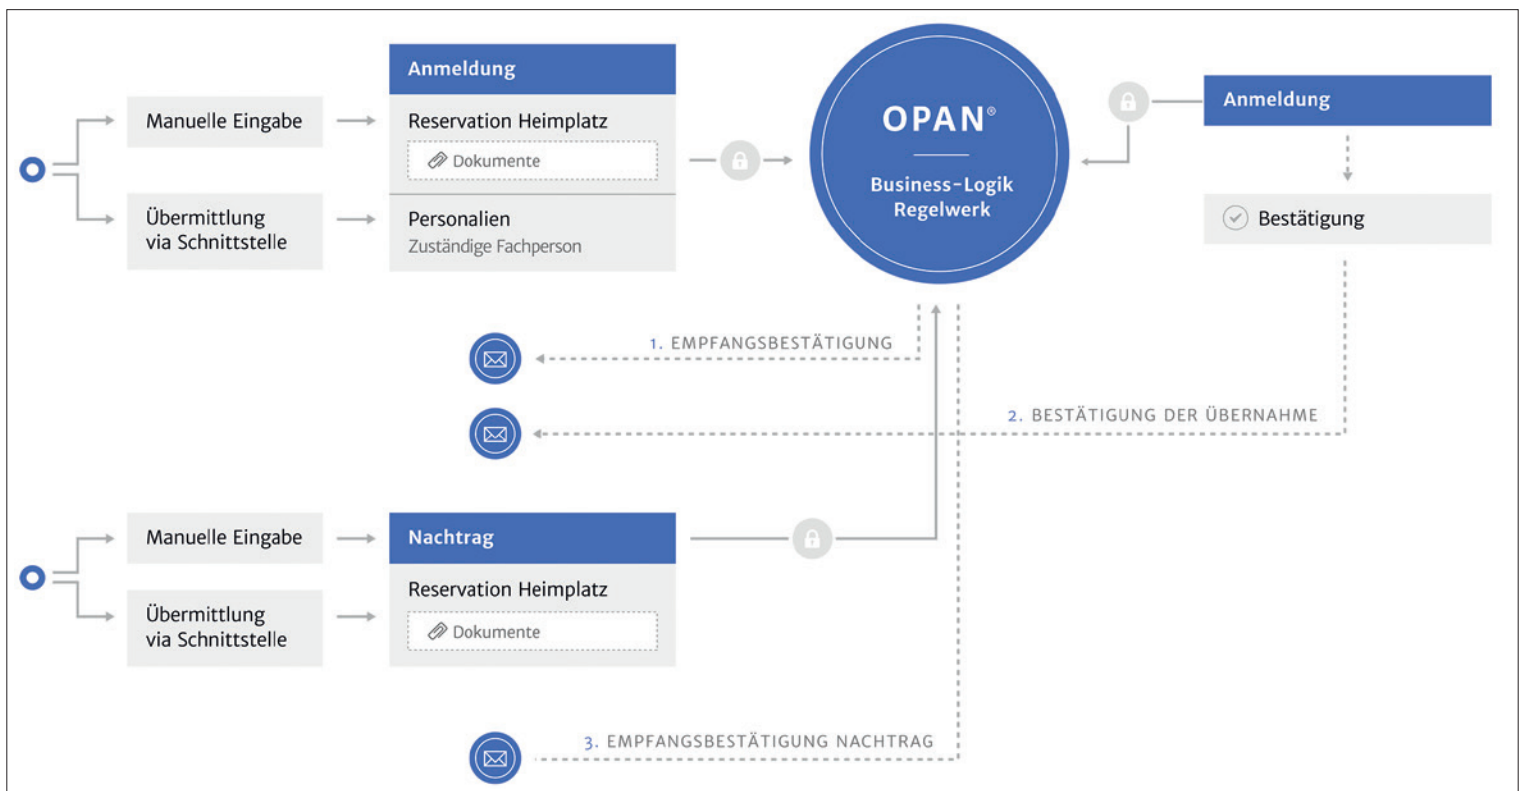 Anmeldung
Manuelle Eingabe
Reservation Heimplatz
Dokumente
Übermittlung
via Schnittstelle
Personalien
Zuständige Fachperson
OPAN®
Business-Logik
Regelwerk
Anmeldung
Bestätigung
1. EMPFANGSBESTÄTIGUNG
2. BESTÄTIGUNG DER ÜBERNAHME
Manuelle Eingabe
Nachtrag
Übermittlung
via Schnittstelle
Reservation Heimplatz
Dokumente
3. EMPFANGSBESTÄTIGUNG NACHTRAG